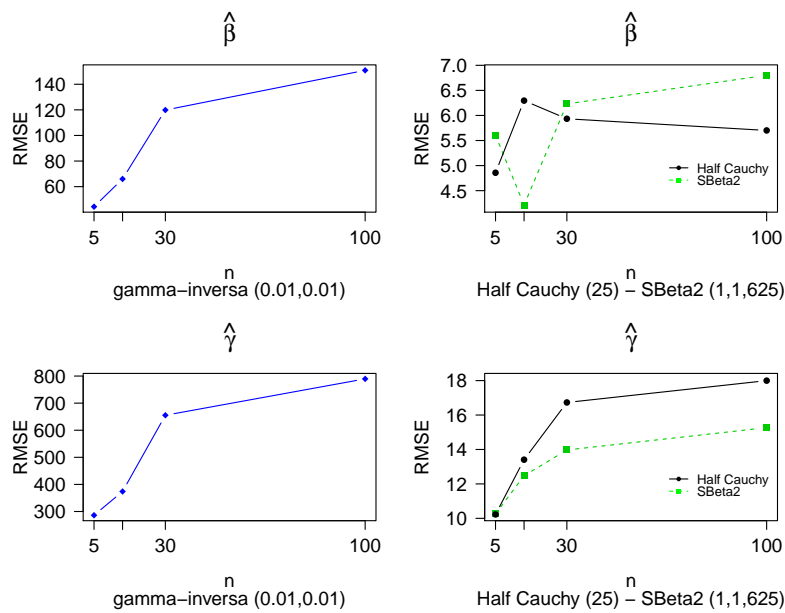 β̂
RMSE
140
120
100
80
60
5
30
100
n
gamma−inversa (0.01,0.01)
β̂
RMSE
7.0
6.5
6.0
5.5
5.0
4.5
Half Cauchy
SBeta2
5
30
100
n
Half Cauchy (25) − SBeta2 (1,1,625)
γ̂
RMSE
800
700
600
500
400
300
5
30
100
n
gamma−inversa (0.01,0.01)
γ̂
RMSE
18
16
14
12
10
Half Cauchy
SBeta2
5
30
100
n
Half Cauchy (25) − SBeta2 (1,1,625)